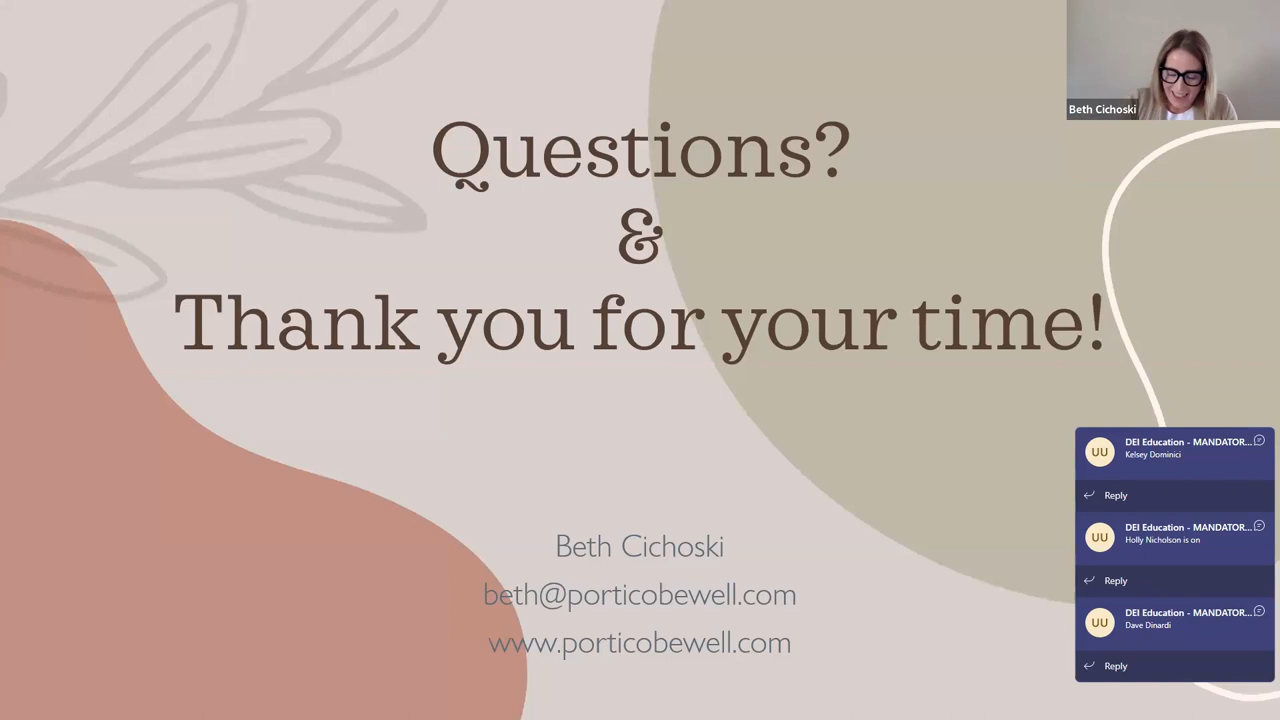 Questions?
&
Thank you for your time!
Beth Cichoski
beth@porticobewell.com
www.porticobewell.com
Beth Cichoski
UU
DEI Education - MANDATOR...
Kelsey Dominici
Reply
UU
DEI Education - MANDATOR...
Holly Nicholson is on
Reply
UU
DEI Education - MANDATOR...
Dave Dinardi
Reply